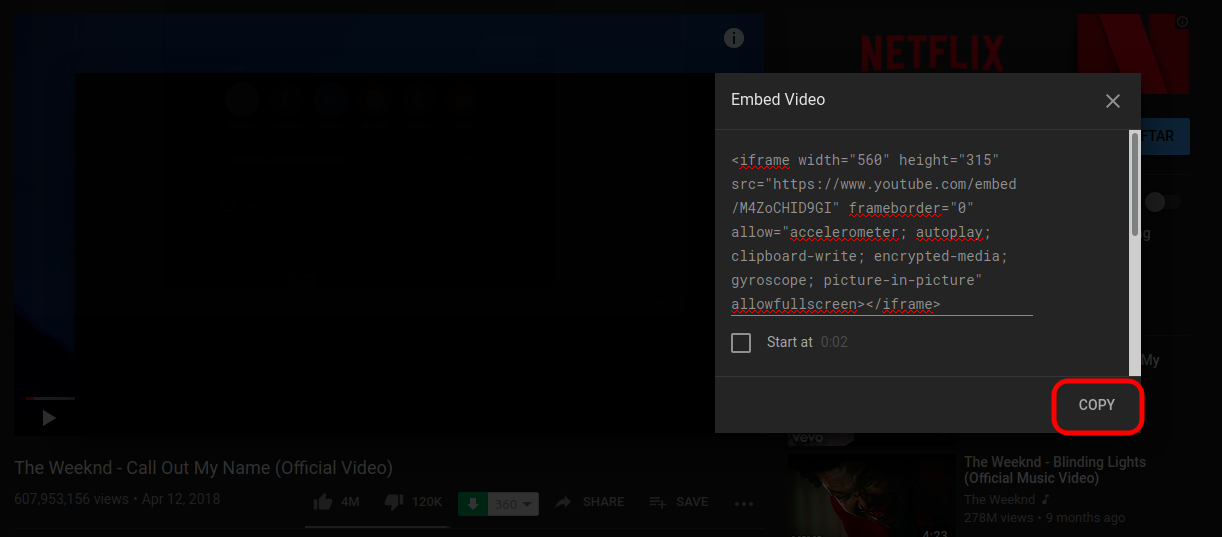 NETFLIX
Embed Video
TAR
<iframe width="560" height="315"
src="https://www.youtube.com/embed
/M4ZoCHID9GI" frameborder="0"
allow="accelerometer; autoplay;
clipboard-write; encrypted-media;
gyroscope; picture-in-picture"
allowfullscreen></iframe>
g
Start at 0:02
My
COPY
vevo
The Weeknd - Call Out My Name (Official Video)
607,953,156 views • Apr 12, 2018
4M
120K
360
SHARE
SAVE
The Weeknd - Blinding Lights
(Official Music Video)
The Weeknd
278M views • 9 months ago
4:23